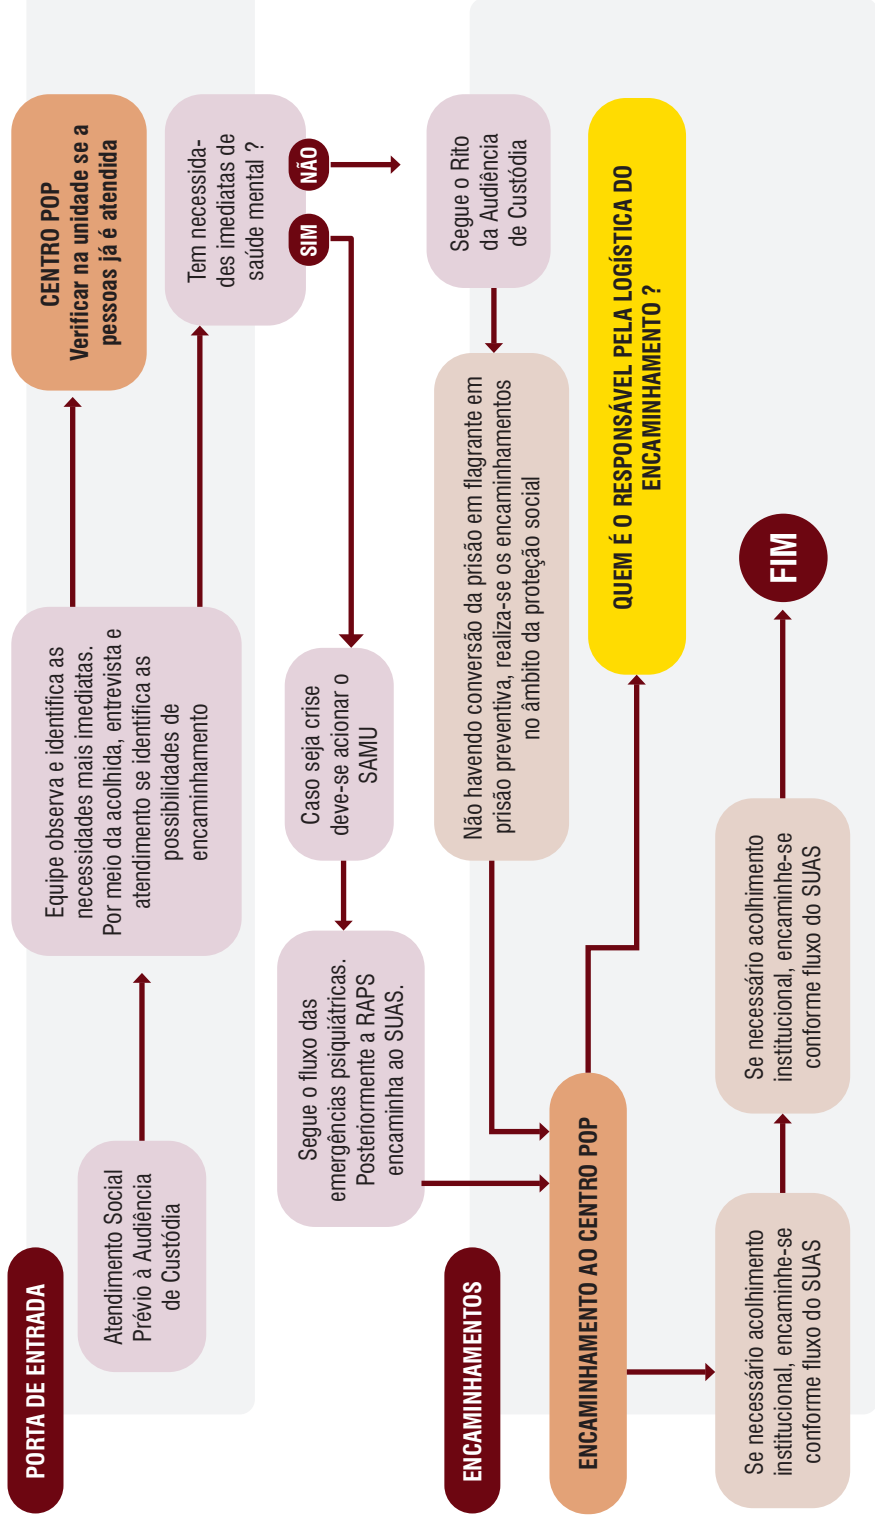 PORTA DE ENTRADA
Atendimento Social
Prévio à Audiência
de Custódia
Equipe observa e identifica as
necessidades mais imediatas.
Por meio da acolhida, entrevista e
atendimento se identifica as
possibilidades de
encaminhamento
CENTRO POP
Verificar na unidade se a
pessoas já é atendida
Tem necessida-
des imediatas de
saúde mental ?
SIM
NÃO
Caso seja crise
deve-se acionar o
SAMU
Segue o fluxo das
emergências psiquiátricas.
Posteriormente a RAPS
encaminha ao SUAS.
Segue o Rito
da Audiência
de Custódia
Não havendo conversão da prisão em flagrante em
prisão preventiva, realiza-se os encaminhamentos
no âmbito da proteção social
ENCAMINHAMENTOS
ENCAMINHAMENTO AO CENTRO POP
QUEM É O RESPONSÁVEL PELA LOGÍSTICA DO
ENCAMINHAMENTO ?
Se necessário acolhimento
institucional, encaminhe-se
conforme fluxo do SUAS
Se necessário acolhimento
institucional, encaminhe-se
conforme fluxo do SUAS
FIM